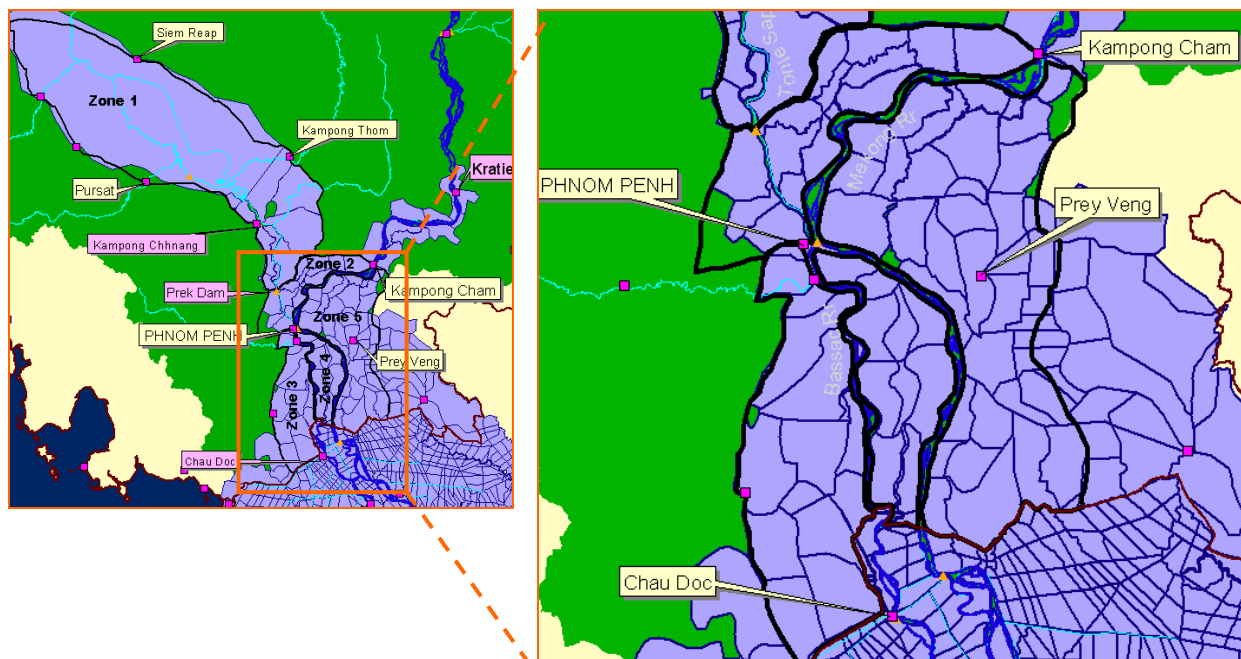 Siem Reap
Zone 1
Kampong Thom
Pursat
Kratie
Kampong Chhnang
Zone 2
Prek Dam
Kampong Cham
Zone 5
PHNOM PENH
Prey Veng
Zone 4
Zone 3
Chau Doc
Kampong Cham
Tonle Sap
Mekong Rr
PHNOM PENH
Prey Veng
Chau Doc